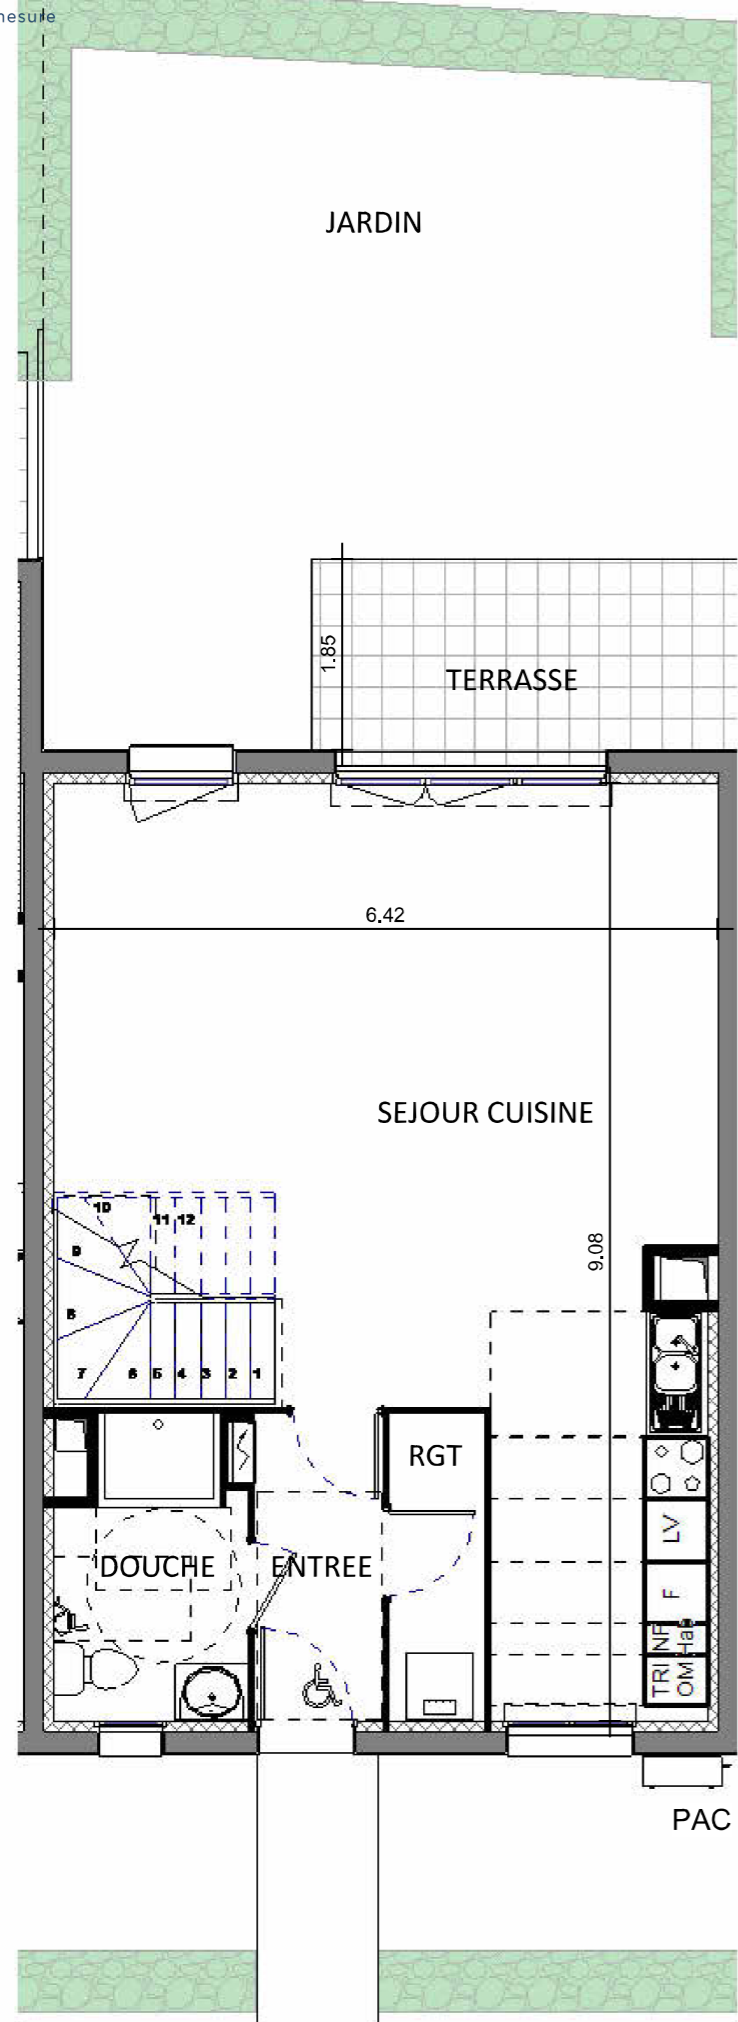 mesure
JARDIN
1.85
TERRASSE
6.42
SEJOUR CUISINE
10
11 12
9
9.08
8
7 6 5 4 3 2 1
RGT
LV
DOUCHE
ENTREE
F
TRI NF
OM Hab
PAC